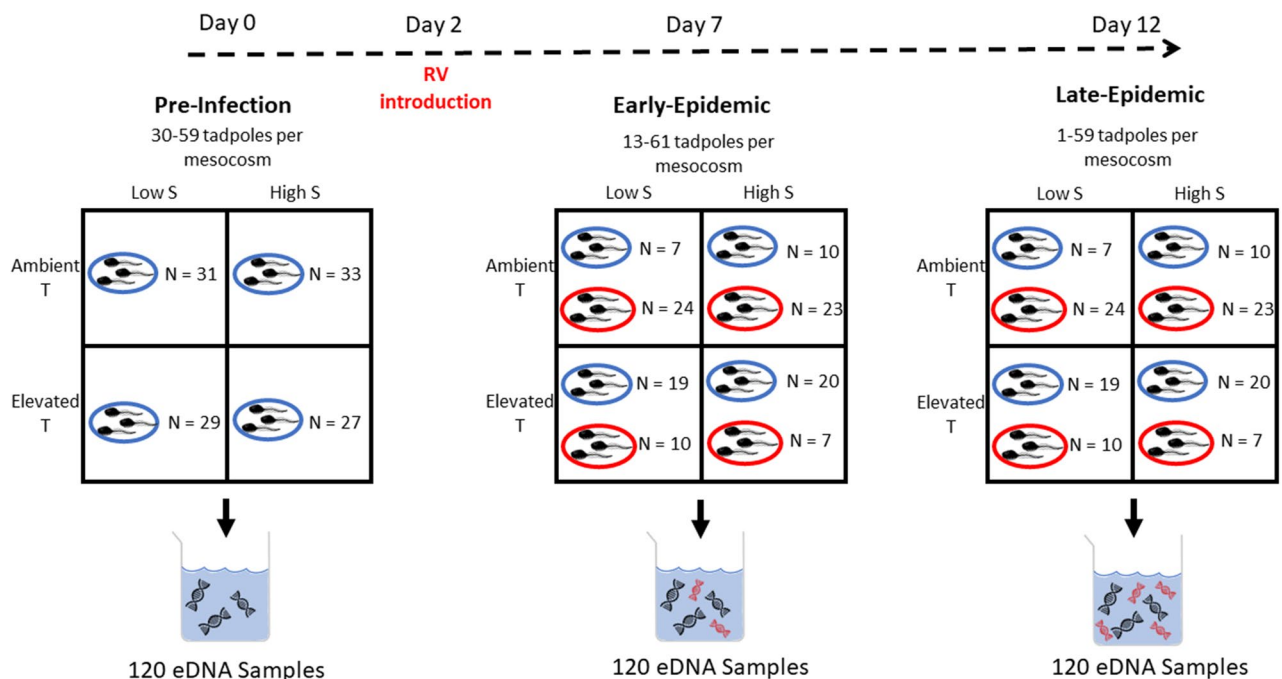 Day 0
Day 2
Day 7
Day 12
RV
introduction
Pre-Infection
30-59 tadpoles per
mesocosm
Low S
High S
Ambient
T
N = 31
N = 33
Elevated
T
N = 29
N = 27
120 eDNA Samples
Early-Epidemic
13-61 tadpoles per
mesocosm
Low S
High S
Ambient
T
N = 7
N = 10
N = 24
N = 23
Elevated
T
N = 19
N = 20
N = 10
N = 7
120 eDNA Samples
Late-Epidemic
1-59 tadpoles per
mesocosm
Low S
High S
Ambient
T
N = 7
N = 10
N = 24
N = 23
Elevated
T
N = 19
N = 20
N = 10
N = 7
120 eDNA Samples